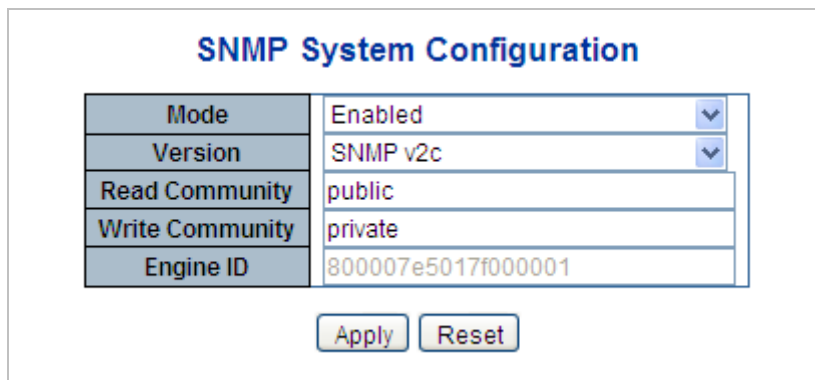 SNMP System Configuration
Mode Enabled
Version SNMP v2c
Read Community public
Write Community private
Engine ID 800007e5017f000001
Apply Reset